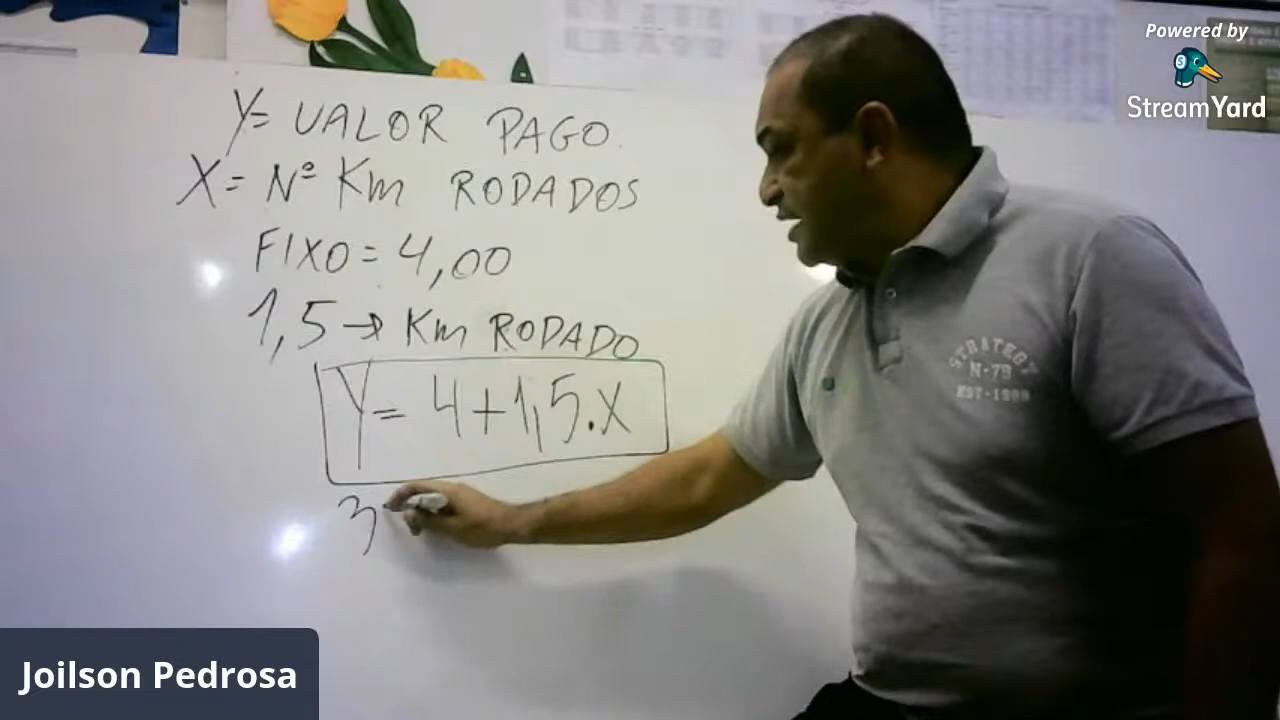 Powered by
StreamYard
Y= VALOR PAGO.
X= Nº Km RODADOS
FIXO = 4,00
1,5 → Km RODADO
Y= 4+1,5.X
3
STRATEGY
N-79
EST-1989
Joilson Pedrosa